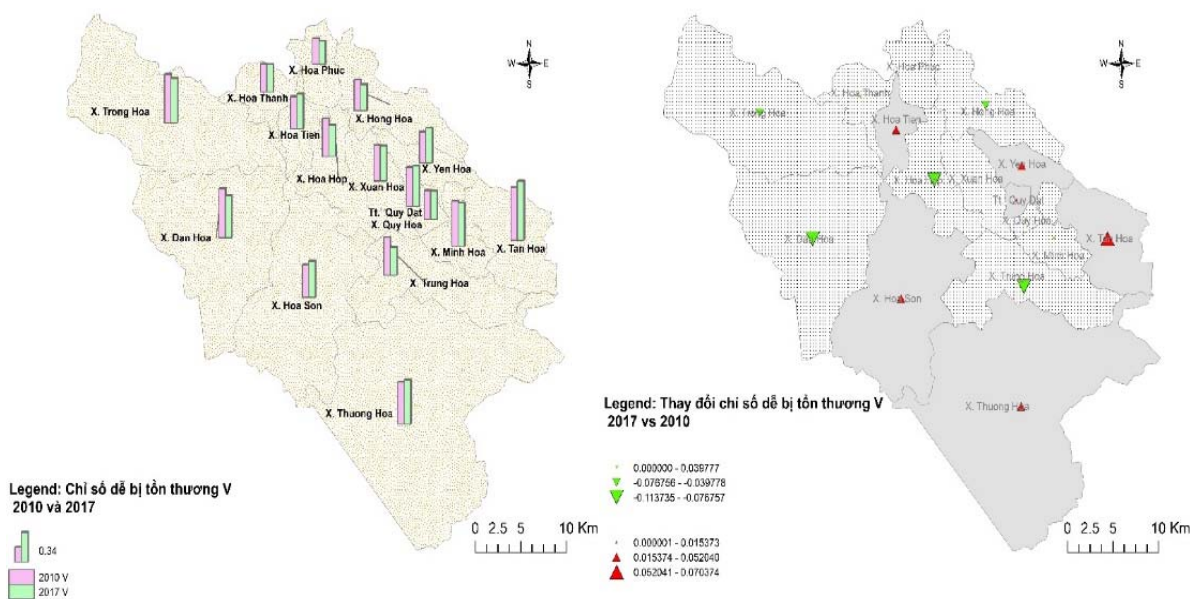 N
W E
S
X. Hoa Phuc
X. Hoa Thanh
X. Trong Hoa
X. Hong Hoa
X. Hoa Tien
X. Yen Hoa
X. Hoa Hop
X. Xuan Hoa
Tt. Quy Dat
X. Quy Hoa
X. Dan Hoa
X. Minh Hoa
X. Tan Hoa
X. Trung Hoa
X. Hoa Son
X. Thuong Hoa
Legend: Chỉ số dễ bị tổn thương V
2010 và 2017
0.34
2010 V
2017 V
0 2.5 5 10 Km
N
W E
S
X. Hoa Phuc
X. Hoa Thanh
X. Trong Hoa
X. Hong Hoa
X. Hoa Tien
X. Yen Hoa
X. Hoa Hop
X. Xuan Hoa
Tt. Quy Dat
X. Quy Hoa
X. Dan Hoa
X. Tan Hoa
X. Minh Hoa
X. Trung Hoa
X. Hoa Son
X. Thuong Hoa
Legend: Thay đổi chỉ số dễ bị tổn thương V
2017 vs 2010
0.000000 - 0.039777
-0.076756 - -0.039778
-0.113735 - -0.076757
0.000001 - 0.015373
0.015374 - 0.052040
0.052041 - 0.070374
0 2.5 5 10 Km